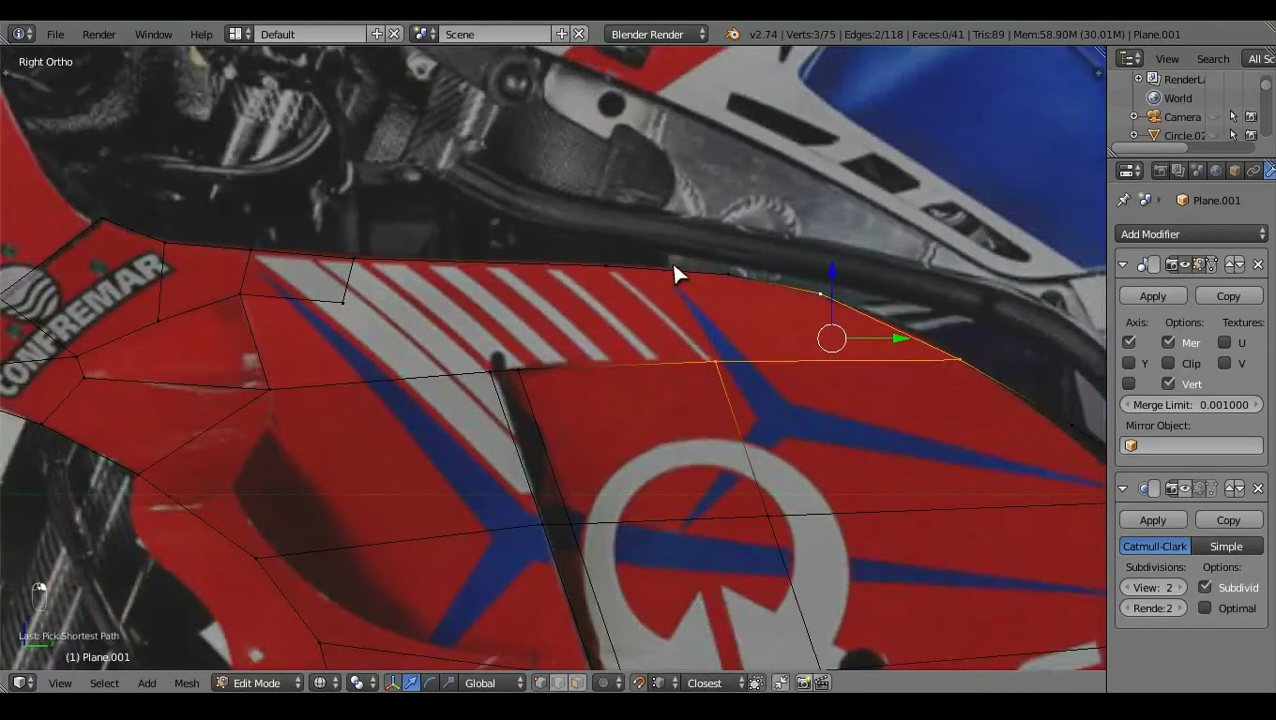 File Render Window Help Default Scene Blender Render v2.74 | Verts:3/75 | Edges:2/118 | Faces:0/41 | Tris:89 | Mem:58.90M (30.01M) | Plane.001
View Search All Sc
Right Ortho
RenderLa
World
Camera
Circle.02
Plane.001
Add Modifier
Apply Copy
Axis: Options: Textures:
Mer U
Y Clip V
Vert
Merge Limit: 0.001000
Mirror Object:
Apply Copy
Catmull-Clark Simple
Subdivisions: Options:
View: 2 Subdivid
Rende:2 Optimal
CONFREMAR
Last: Pick Shortest Path
(1) Plane.001
View Select Add Mesh Edit Mode Global Closest